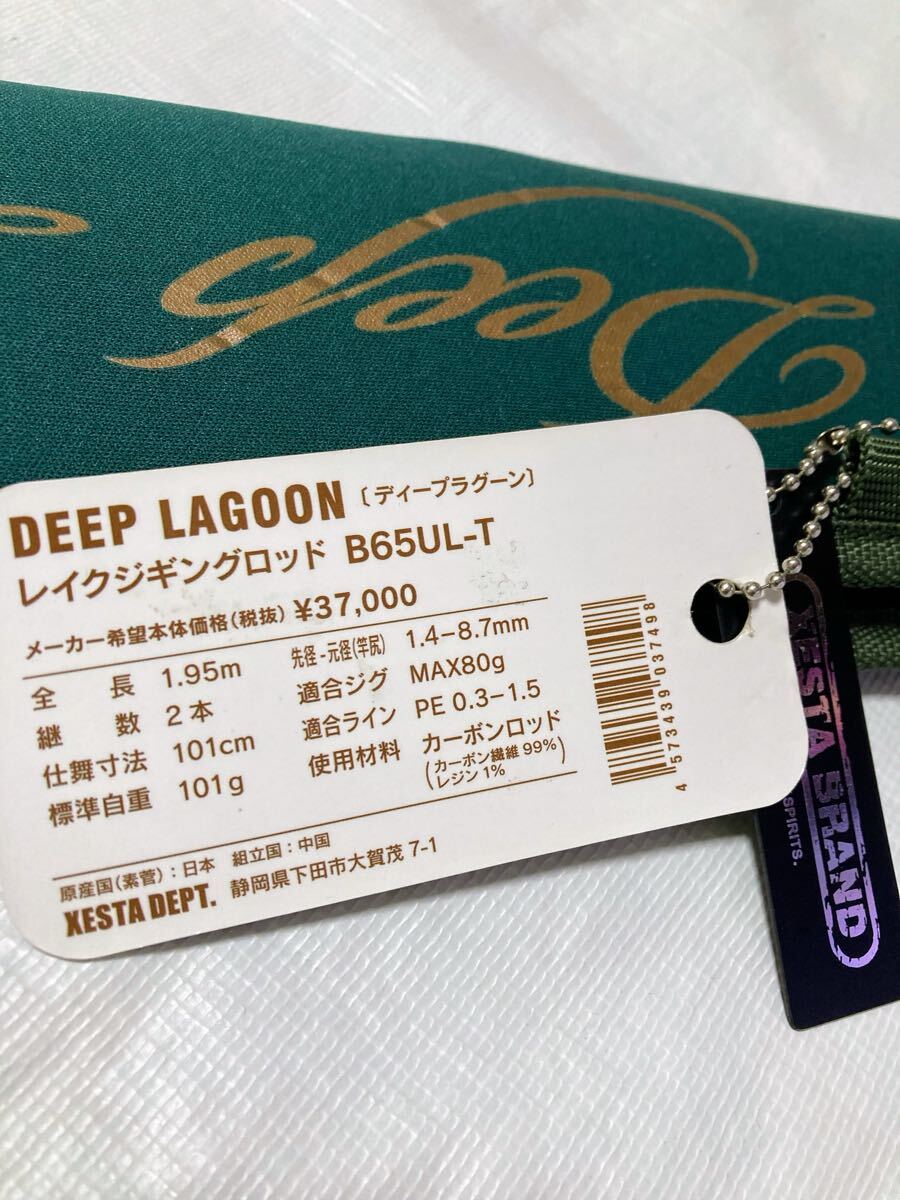 Deep
DEEP LAGOON〔ディープラグーン〕
レイクジギングロッド B65UL-T
メーカー希望本体価格(税抜) ¥37,000
全長 1.95m 先径-元径(竿尻) 1.4-8.7mm
継数 2本 適合ジグ MAX80g
仕舞寸法 101cm 適合ライン PE 0.3-1.5
標準自重 101g 使用材料 カーボンロッド
(カーボン繊維 99%
レジン 1%)
原産国(素菅):日本 組立国:中国
XESTA DEPT. 静岡県下田市大賀茂 7-1
4 573439 037498
XESTA BRAND
SPIRITS.